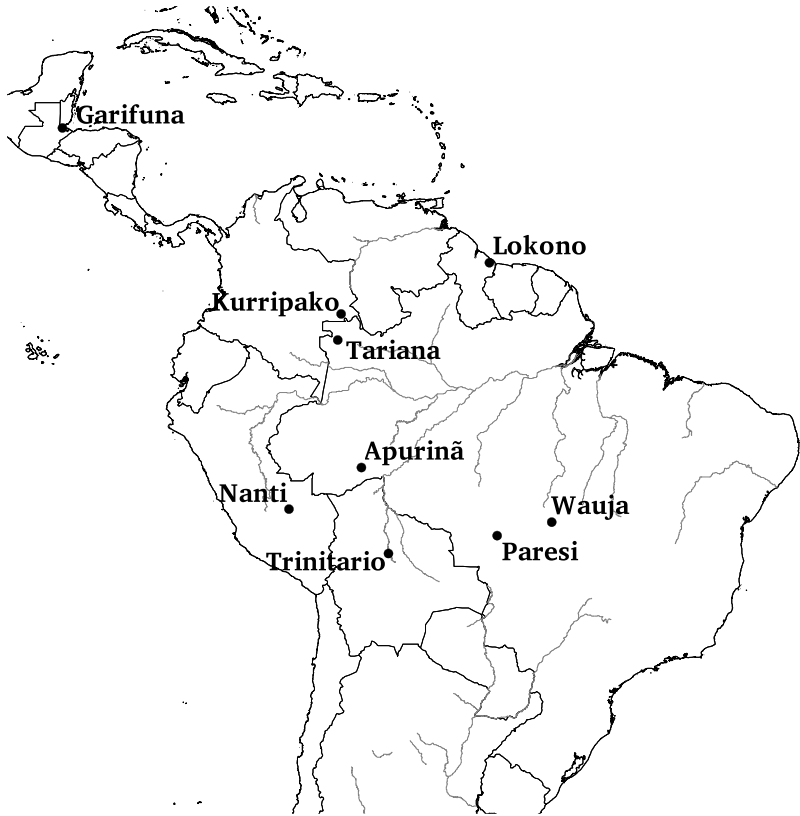 Garifuna
Lokono
Kurripako
Tariana
Apurinã
Nanti
Wauja
Paresi
Trinitario